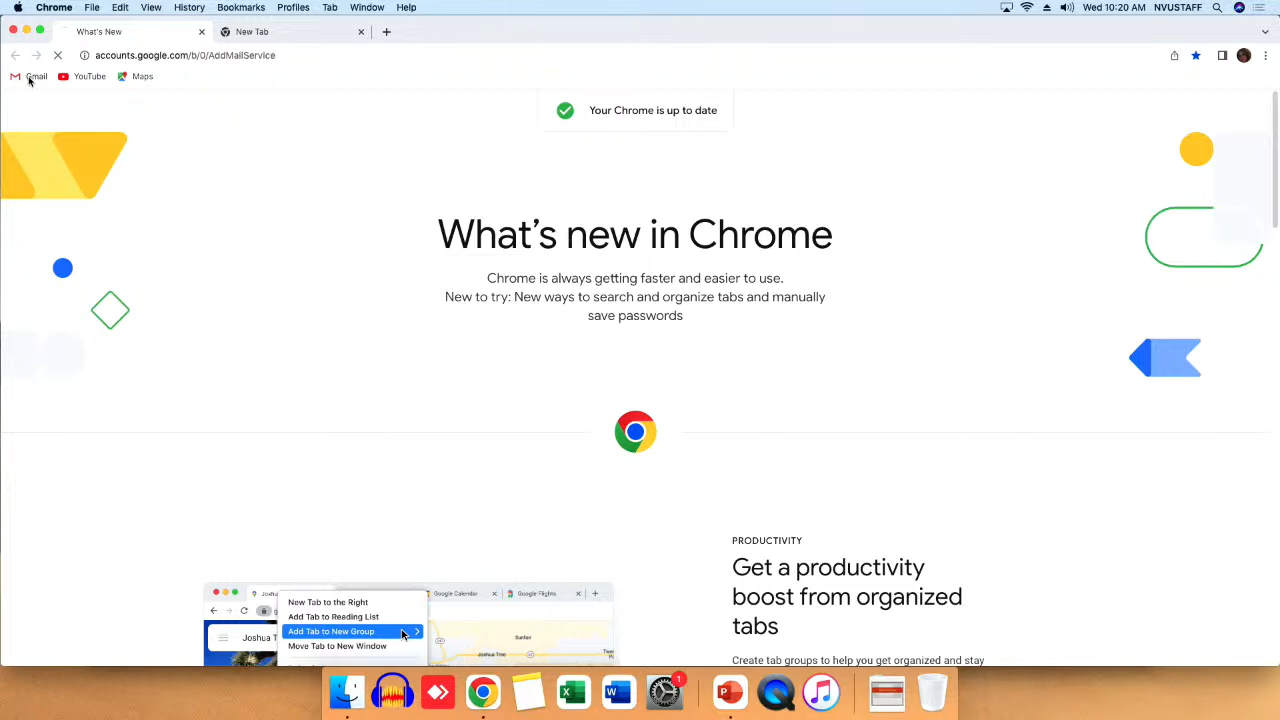 Chrome File Edit View History Bookmarks Profiles Tab Window Help Wed 10:20 AM NVUSTAFF
What's New New Tab
accounts.google.com/b/0/AddMailService
Gmail YouTube Maps
Your Chrome is up to date
What's new in Chrome
Chrome is always getting faster and easier to use.
New to try: New ways to search and organize tabs and manually
save passwords
PRODUCTIVITY
Get a productivity
boost from organized
tabs
Create tab groups to help you get organized and stay
Google Calendar Google Flights
New Tab to the Right
Add Tab to Reading List
Add Tab to New Group
Move Tab to New Window
Joshua T
Joshua Tree
Sunfair
1